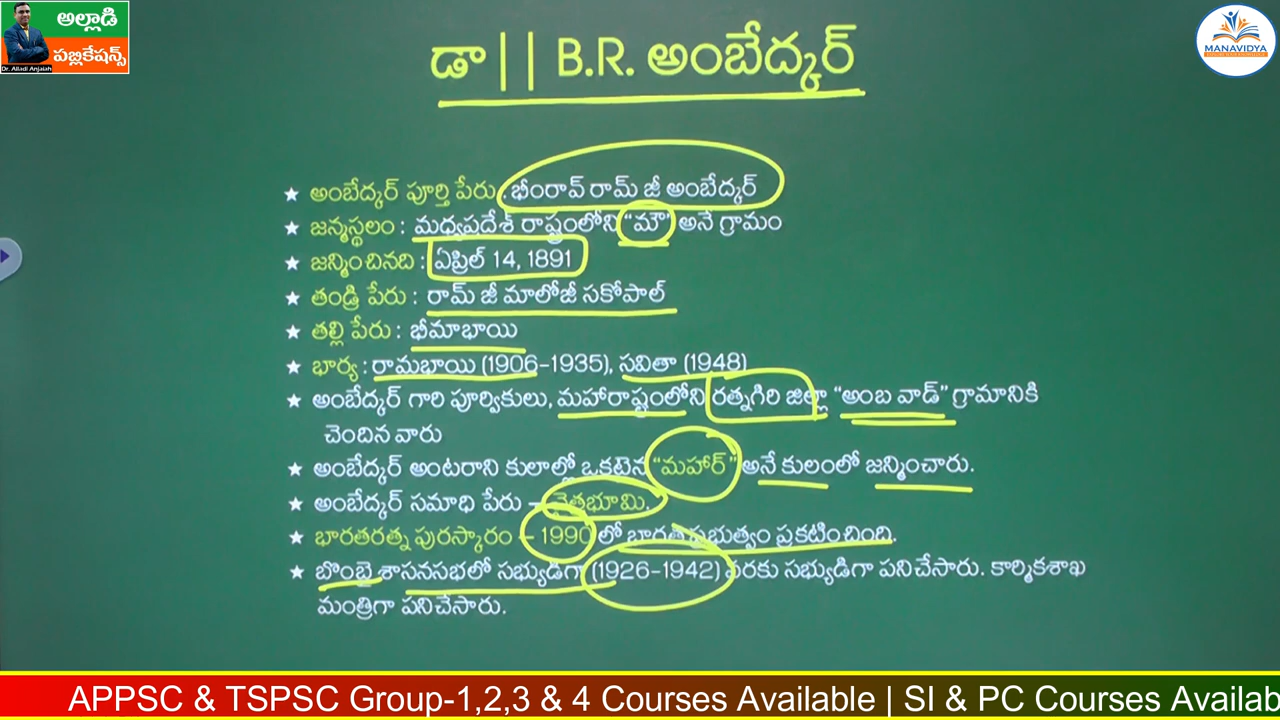 అల్లాడి
పబ్లికేషన్స్
Dr. Alladi Anjaiah
MANAVIDYA
డా || B.R. అంబేద్కర్
★ అంబేద్కర్ పూర్తి పేరు : భీంరావ్ రామ్ జీ అంబేద్కర్
★ జన్మస్థలం : మధ్యప్రదేశ్ రాష్ట్రంలోని "మౌ" అనే గ్రామం
★ జన్మించినది : ఏప్రిల్ 14, 1891
★ తండ్రి పేరు : రామ్ జీ మాలోజీ సకోపాల్
★ తల్లి పేరు : భీమాభాయి
★ భార్య : రామభాయి (1906-1935), సవితా (1948)
★ అంబేద్కర్ గారి పూర్వికులు, మహారాష్ట్రంలోని రత్నగిరి జిల్లా "అంబ వాడ్" గ్రామానికి
చెందిన వారు
★ అంబేద్కర్ అంటరాని కులాల్లో ఒకటైన "మహార్" అనే కులంలో జన్మించారు.
★ అంబేద్కర్ సమాధి పేరు – చైత్రభూమి.
★ భారతరత్న పురస్కారం – 1990 లో భారత ప్రభుత్వం ప్రకటించింది.
★ బొంబై శాసనసభలో సభ్యుడిగా (1926-1942) వరకు సభ్యుడిగా పనిచేసారు. కార్మికశాఖ
మంత్రిగా పనిచేసారు.
APPSC & TSPSC Group-1,2,3 & 4 Courses Available | SI & PC Courses Availab